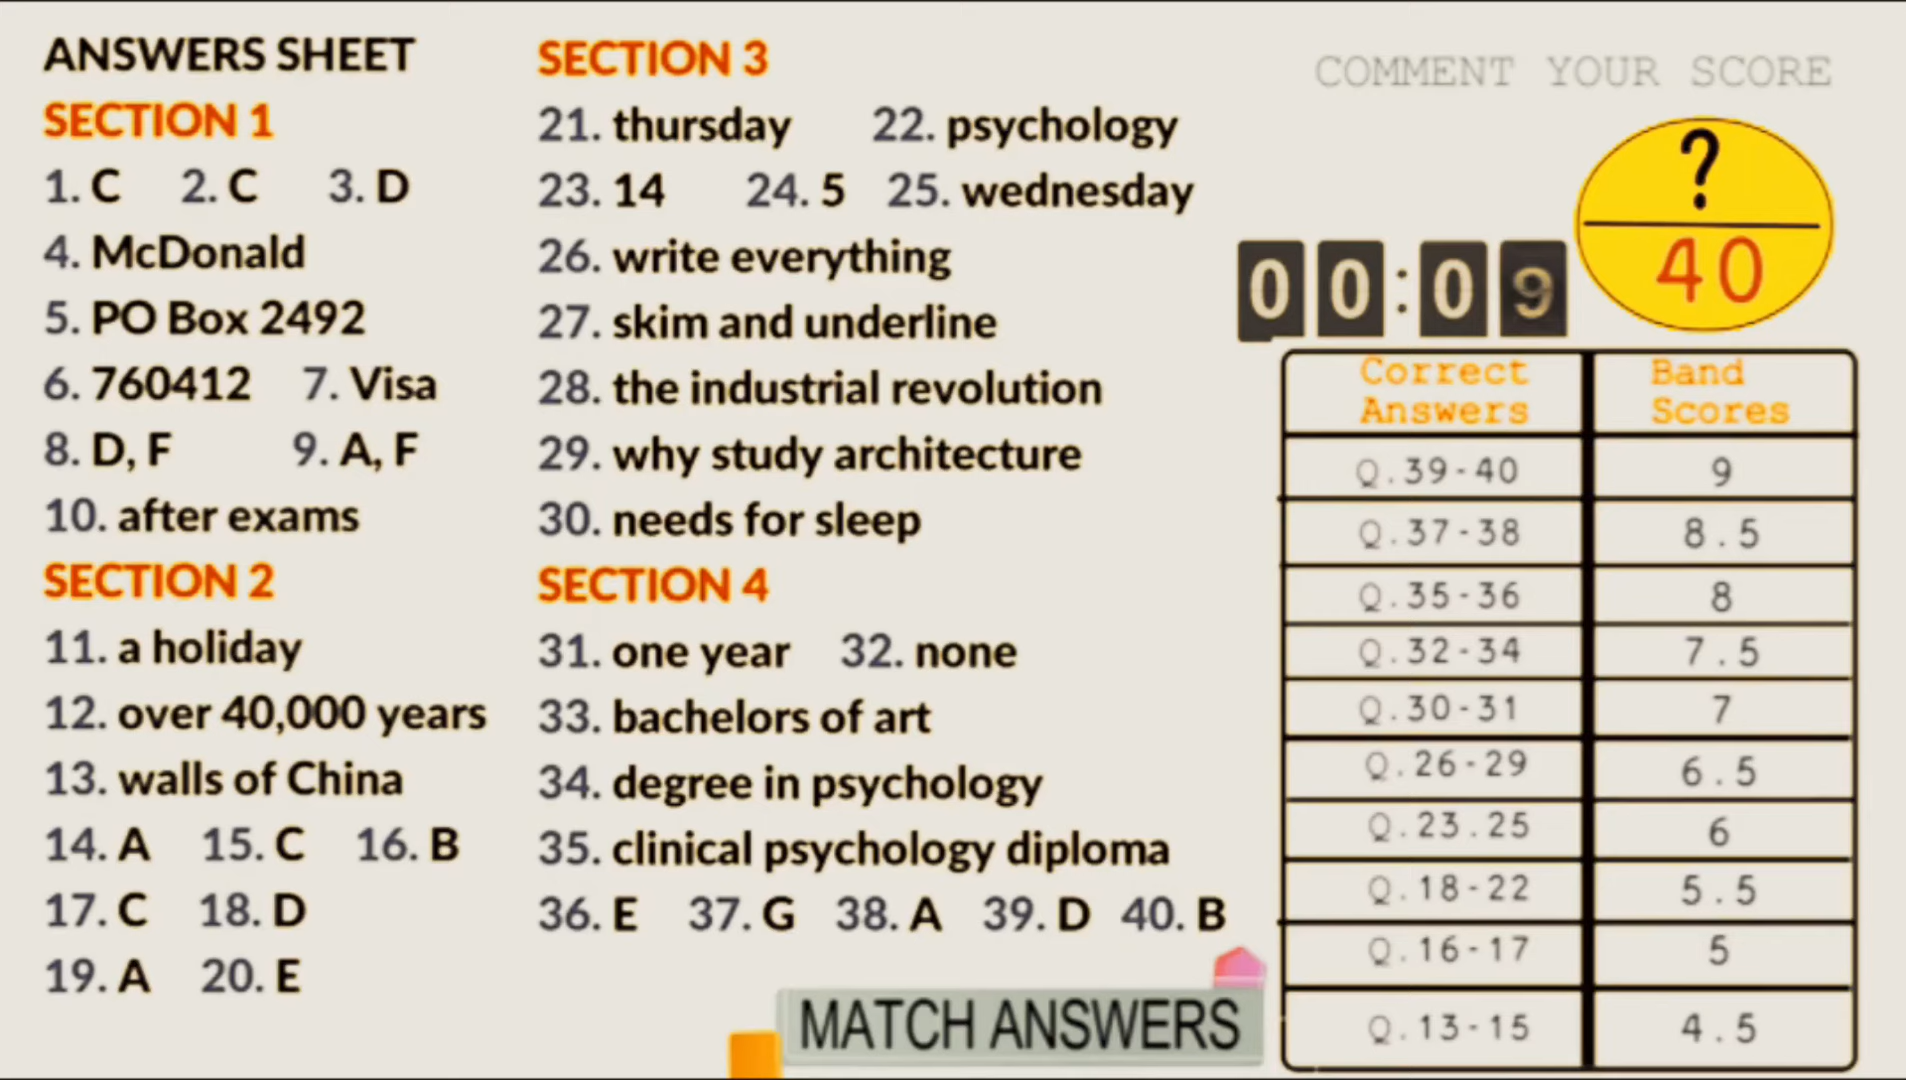 ANSWERS SHEET
SECTION 1
1. C 2. C 3. D
4. McDonald
5. PO Box 2492
6. 760412 7. Visa
8. D, F 9. A, F
10. after exams
SECTION 2
11. a holiday
12. over 40,000 years
13. walls of China
14. A 15. C 16. B
17. C 18. D
19. A 20. E
SECTION 3
21. thursday 22. psychology
23. 14 24. 5 25. wednesday
26. write everything
27. skim and underline
28. the industrial revolution
29. why study architecture
30. needs for sleep
SECTION 4
31. one year 32. none
33. bachelors of art
34. degree in psychology
35. clinical psychology diploma
36. E 37. G 38. A 39. D 40. B
MATCH ANSWERS
COMMENT YOUR SCORE
?
40
00:09
Correct Answers Band Scores
Q.39-40 9
Q.37-38 8.5
Q.35-36 8
Q.32-34 7.5
Q.30-31 7
Q.26-29 6.5
Q.23.25 6
Q.18-22 5.5
Q.16-17 5
Q.13-15 4.5